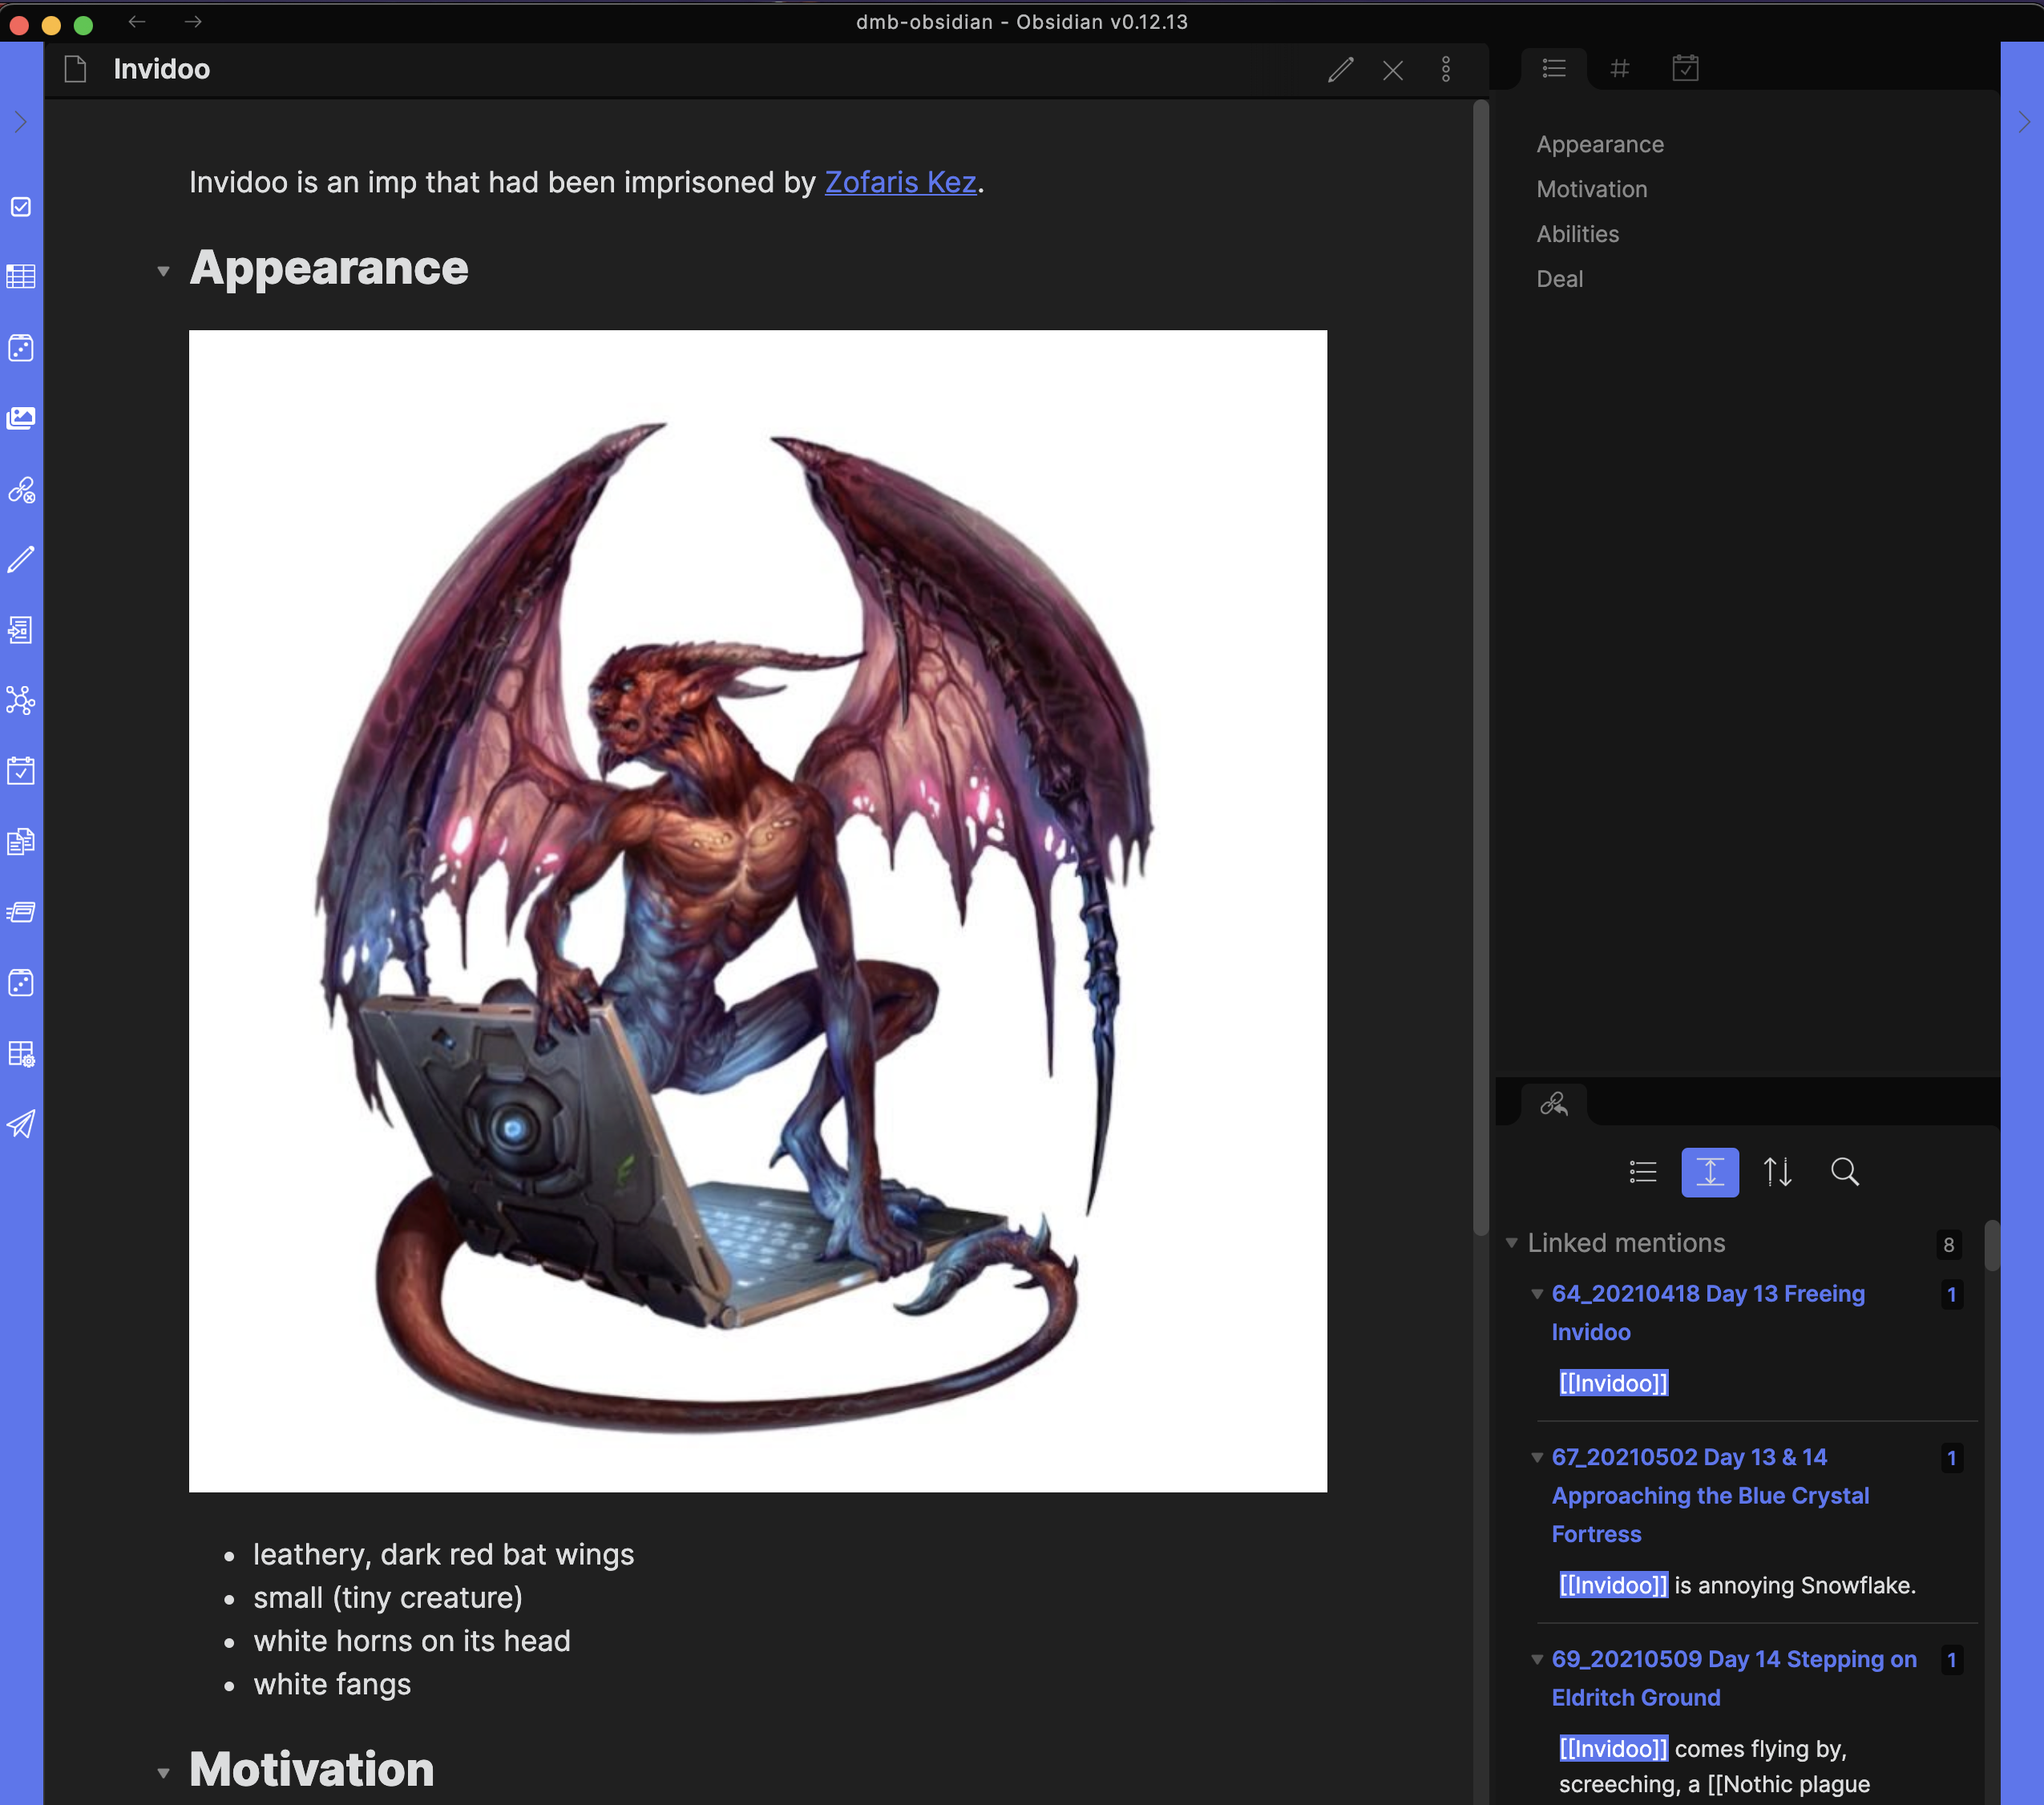 dmb-obsidian - Obsidian v0.12.13
Invidoo
Invidoo is an imp that had been imprisoned by Zofaris Kez.
Appearance
leathery, dark red bat wings
small (tiny creature)
white horns on its head
white fangs
Motivation
Appearance
Motivation
Abilities
Deal
Linked mentions 8
64_20210418 Day 13 Freeing 1
Invidoo
[[Invidoo]]
67_20210502 Day 13 & 14 1
Approaching the Blue Crystal
Fortress
[[Invidoo]] is annoying Snowflake.
69_20210509 Day 14 Stepping on 1
Eldritch Ground
[[Invidoo]] comes flying by,
screeching, a [[Nothic plague